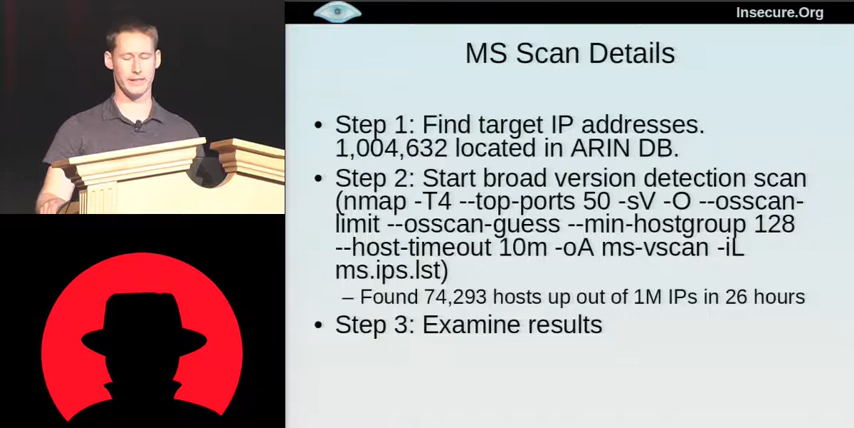 Insecure.Org
MS Scan Details
• Step 1: Find target IP addresses.
1,004,632 located in ARIN DB.
• Step 2: Start broad version detection scan
(nmap -T4 --top-ports 50 -sV -O --osscan-
limit --osscan-guess --min-hostgroup 128
--host-timeout 10m -oA ms-vscan -iL
ms.ips.lst)
– Found 74,293 hosts up out of 1M IPs in 26 hours
• Step 3: Examine results